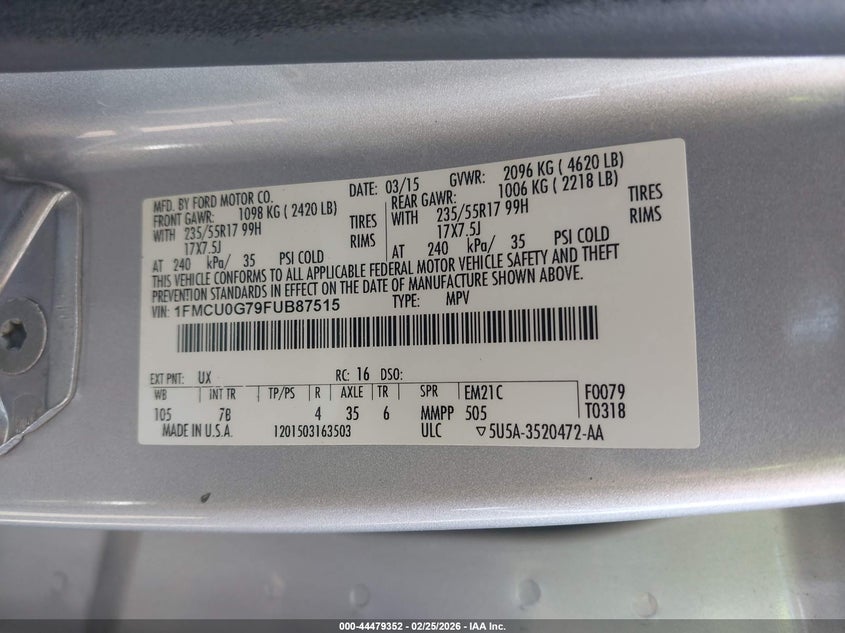 MFD. BY FORD MOTOR CO. DATE: 03/15 GVWR: 2096 KG ( 4620 LB)
FRONT GAWR: 1098 KG ( 2420 LB) REAR GAWR: 1006 KG ( 2218 LB)
WITH 235/55R17 99H TIRES WITH 235/55R17 99H TIRES
17X7.5J RIMS 17X7.5J RIMS
AT 240 kPa/ 35 PSI COLD AT 240 kPa/ 35 PSI COLD
THIS VEHICLE CONFORMS TO ALL APPLICABLE FEDERAL MOTOR VEHICLE SAFETY AND THEFT
PREVENTION STANDARDS IN EFFECT ON THE DATE OF MANUFACTURE SHOWN ABOVE.
VIN: 1FMCU0G79FUB87515 TYPE: MPV
EXT PNT: UX RC: 16 DSO:
WB INT TR TP/PS R AXLE TR SPR EM21C F0079
105 7B 4 35 6 MMPP 505 T0318
MADE IN U.S.A. 1201503163503 ULC ▽5U5A-3520472-AA
000-44479352 / 02/25/2026 - IAA Inc.